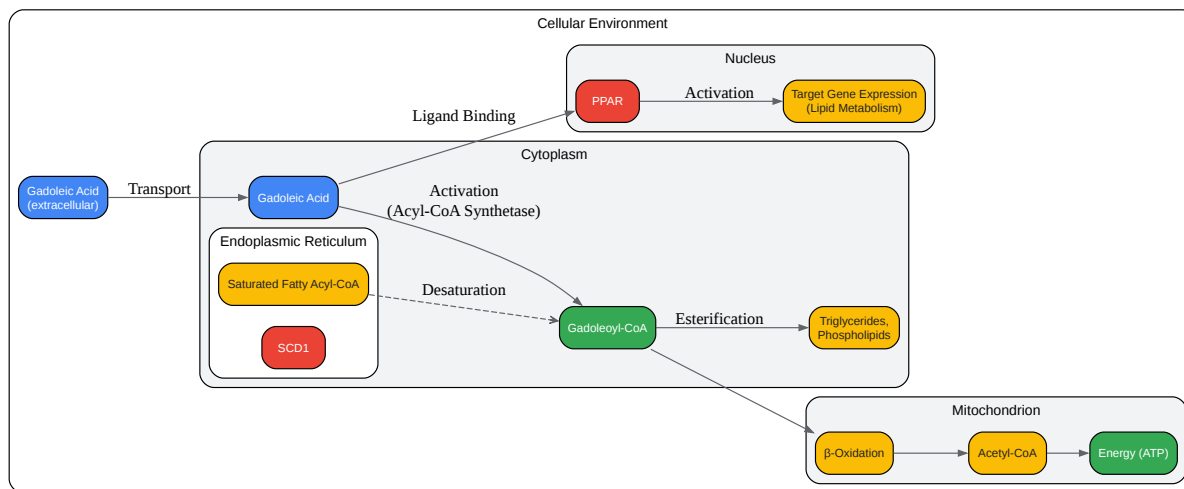 Cellular Environment
Nucleus
PPAR
Activation
Target Gene Expression
(Lipid Metabolism)
Ligand Binding
Cytoplasm
Gadoleic Acid
(extracellular)
Transport
Gadoleic Acid
Activation
(Acyl-CoA Synthetase)
Endoplasmic Reticulum
Saturated Fatty Acyl-CoA
Desaturation
SCD1
Gadoleoyl-CoA
Esterification
Triglycerides,
Phospholipids
Mitochondrion
β-Oxidation
Acetyl-CoA
Energy (ATP)